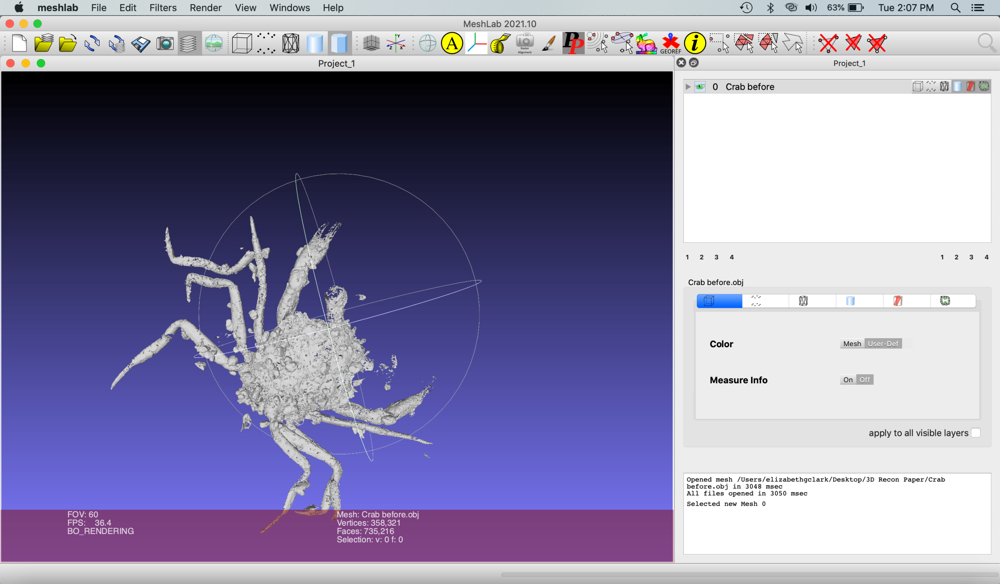 meshlab File Edit Filters Render View Windows Help 63% Tue 2:07 PM
MeshLab 2021.10
Y Z X A Raster Alignment PP GEOREF i
Project_1
Project_1
0 Crab before
1 2 3 4 1 2 3 4
Crab before.obj
Color Mesh User-Def
Measure Info On Off
apply to all visible layers
Opened mesh /Users/elizabethgclark/Desktop/3D Recon Paper/Crab
before.obj in 3048 msec
All files opened in 3050 msec
Selected new Mesh 0
FOV: 60
FPS: 36.4
BO_RENDERING
Mesh: Crab before.obj
Vertices: 358,321
Faces: 735,216
Selection: v: 0 f: 0